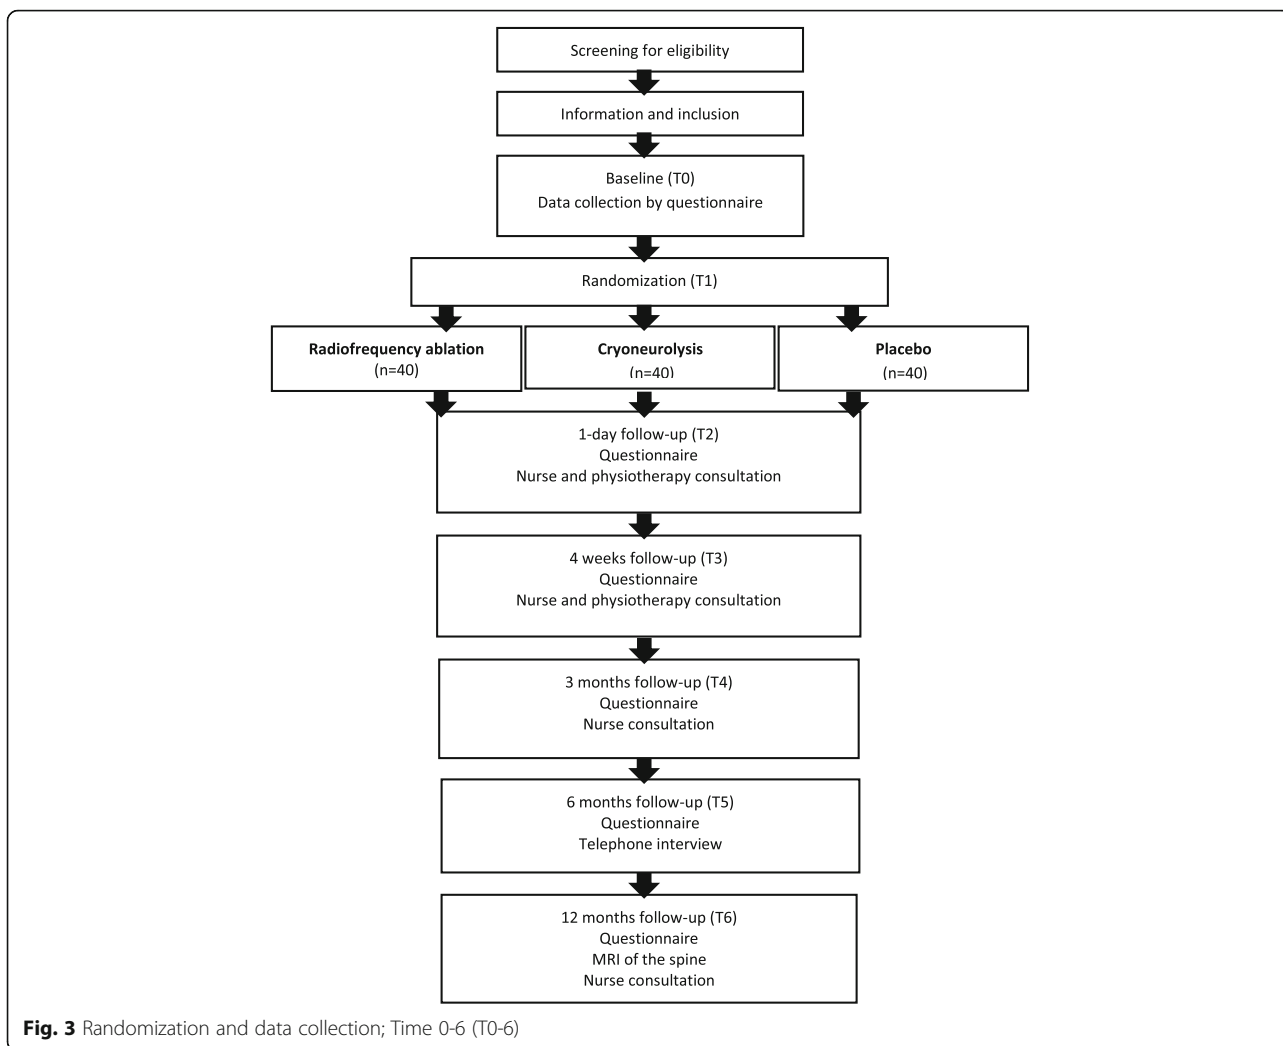 Screening for eligibility
Information and inclusion
Baseline (T0)
Data collection by questionnaire
Randomization (T1)
Radiofrequency ablation
(n=40)
Cryoneurolysis
(n=40)
Placebo
(n=40)
1-day follow-up (T2)
Questionnaire
Nurse and physiotherapy consultation
4 weeks follow-up (T3)
Questionnaire
Nurse and physiotherapy consultation
3 months follow-up (T4)
Questionnaire
Nurse consultation
6 months follow-up (T5)
Questionnaire
Telephone interview
12 months follow-up (T6)
Questionnaire
MRI of the spine
Nurse consultation
Fig. 3 Randomization and data collection; Time 0-6 (T0-6)